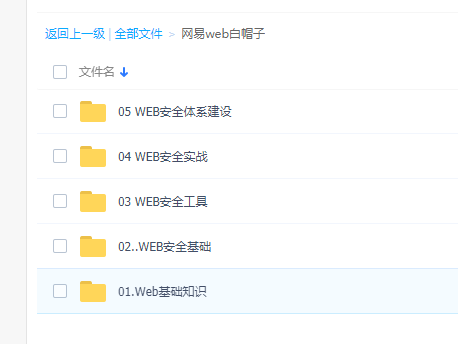 返回上一级 | 全部文件 > 网易web白帽子
文件名
05 WEB安全体系建设
04 WEB安全实战
03 WEB安全工具
02..WEB安全基础
01.Web基础知识